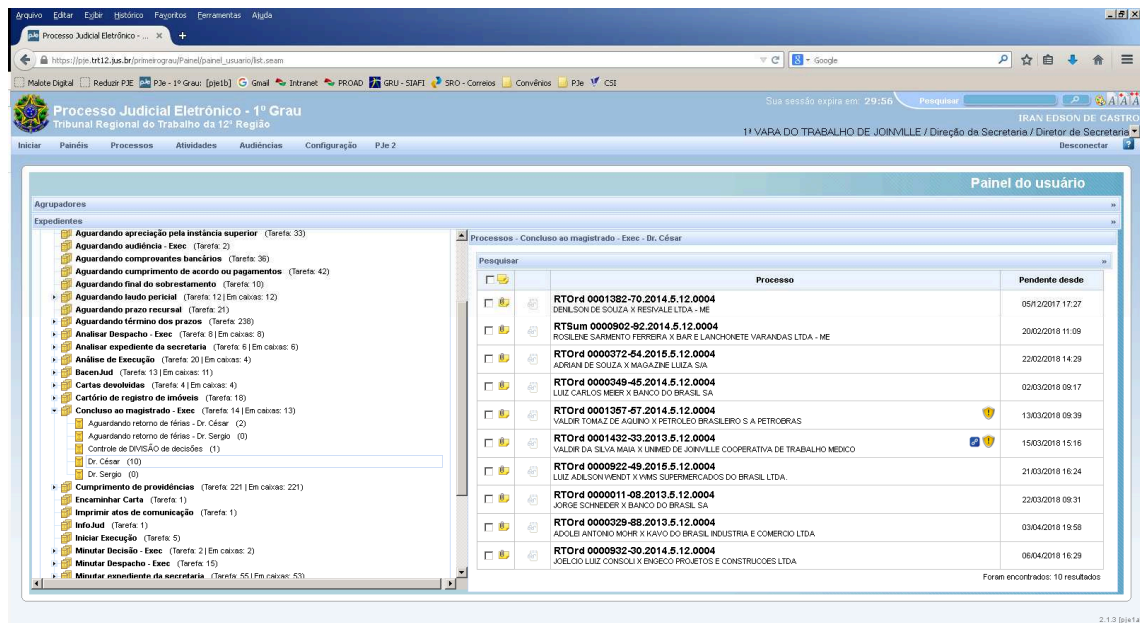 Arquivo Editar Exibir Histórico Favoritos Ferramentas Ajuda
Processo Judicial Eletrônico - ... × +
https://pje.trt12.jus.br/primeirograu/Painel/painel_usuario/list.seam
Google
Malote Digital Reduzir PJE PJe - 1º Grau: [pje1b] Gmail Intranet PROAD GRU - SIAFI SRO - Correios Convênios PJe CSI
Processo Judicial Eletrônico - 1º Grau
Tribunal Regional do Trabalho da 12ª Região
Sua sessão expira em: 29:56 Pesquisar
A A A
IRAN EDSON DE CASTRO
1ª VARA DO TRABALHO DE JOINVILLE / Direção da Secretaria / Diretor de Secretaria
Iniciar Painéis Processos Atividades Audiências Configuração PJe 2 Desconectar ?
Painel do usuário
Agrupadores »
Expedientes »
Aguardando apreciação pela instância superior (Tarefa: 33)
Aguardando audiência - Exec (Tarefa: 2)
Aguardando comprovantes bancários (Tarefa: 36)
Aguardando cumprimento de acordo ou pagamentos (Tarefa: 42)
Aguardando final do sobrestamento (Tarefa: 10)
Aguardando laudo pericial (Tarefa: 12 | Em caixas: 12)
Aguardando prazo recursal (Tarefa: 21)
Aguardando término dos prazos (Tarefa: 238)
Analisar Despacho - Exec (Tarefa: 8 | Em caixas: 8)
Analisar expediente da secretaria (Tarefa: 6 | Em caixas: 6)
Análise de Execução (Tarefa: 20 | Em caixas: 4)
BacenJud (Tarefa: 13 | Em caixas: 11)
Cartas devolvidas (Tarefa: 4 | Em caixas: 4)
Cartório de registro de imóveis (Tarefa: 18)
Concluso ao magistrado - Exec (Tarefa: 14 | Em caixas: 13)
Aguardando retorno de férias - Dr. César (2)
Aguardando retorno de férias - Dr. Sergio (0)
Controle de DIVISÃO de decisões (1)
Dr. César (10)
Dr. Sergio (0)
Cumprimento de providências (Tarefa: 221 | Em caixas: 221)
Encaminhar Carta (Tarefa: 1)
Imprimir atos de comunicação (Tarefa: 1)
InfoJud (Tarefa: 1)
Iniciar Execução (Tarefa: 5)
Minutar Decisão - Exec (Tarefa: 2 | Em caixas: 2)
Minutar Despacho - Exec (Tarefa: 15)
Minutar expediente da secretaria (Tarefa: 55 | Em caixas: 53)
Processos - Concluso ao magistrado - Exec - Dr. César
Pesquisar »
Processo Pendente desde
RTOrd 0001382-70.2014.5.12.0004 05/12/2017 17:27
DENILSON DE SOUZA X RESIVALE LTDA - ME
RTSum 0000902-92.2014.5.12.0004 20/02/2018 11:09
ROSILENE SARMENTO FERREIRA X BAR E LANCHONETE VARANDAS LTDA - ME
RTOrd 0000372-54.2015.5.12.0004 22/02/2018 14:29
ADRIANI DE SOUZA X MAGAZINE LUIZA S/A
RTOrd 0000349-45.2014.5.12.0004 02/03/2018 09:17
LUIZ CARLOS MEIER X BANCO DO BRASIL SA
RTOrd 0001357-57.2014.5.12.0004 13/03/2018 09:39
VALDIR TOMAZ DE AQUINO X PETROLEO BRASILEIRO S A PETROBRAS
RTOrd 0001432-33.2013.5.12.0004 15/03/2018 15:16
VALDIR DA SILVA MAIA X UNIMED DE JOINVILLE COOPERATIVA DE TRABALHO MEDICO
RTOrd 0000922-49.2015.5.12.0004 21/03/2018 16:24
LUIZ ADILSON WENDT X WMS SUPERMERCADOS DO BRASIL LTDA.
RTOrd 0000011-08.2013.5.12.0004 22/03/2018 09:31
JORGE SCHNEIDER X BANCO DO BRASIL SA
RTOrd 0000329-88.2013.5.12.0004 03/04/2018 19:58
ADOLEI ANTONIO MOHR X KAVO DO BRASIL INDUSTRIA E COMERCIO LTDA
RTOrd 0000932-30.2014.5.12.0004 06/04/2018 16:29
JOELCIO LUIZ CONSOLI X ENGECO PROJETOS E CONSTRUCOES LTDA
Foram encontrados: 10 resultados
2.1.3